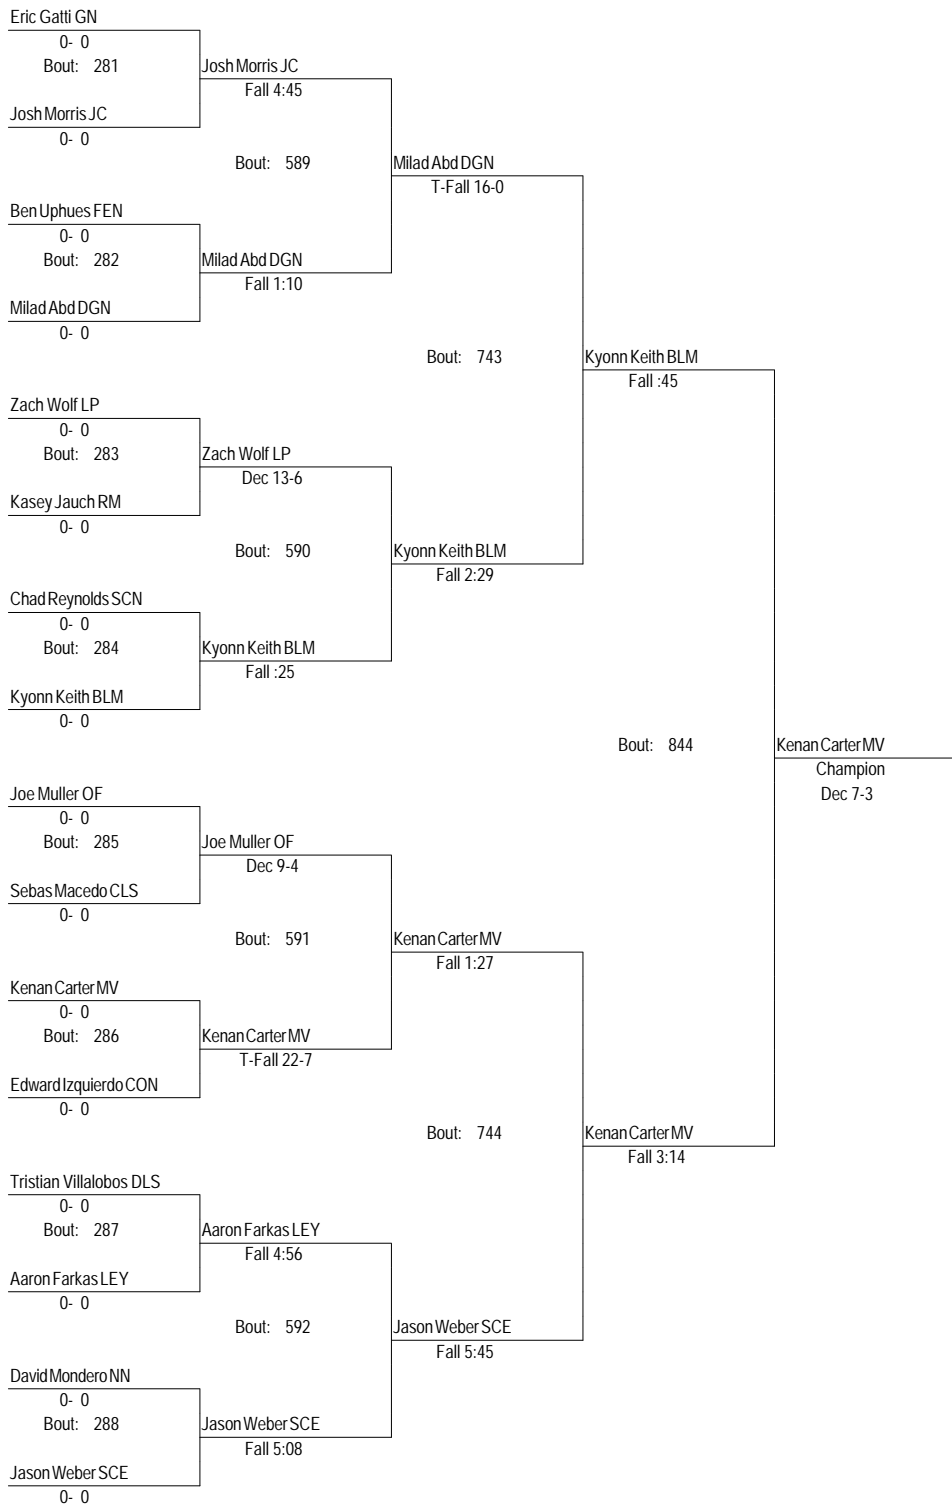 Eric Gatti GN
0- 0
Bout: 281
Josh Morris JC
Fall 4:45
Josh Morris JC
0- 0
Bout: 589
Milad Abd DGN
T-Fall 16-0
Ben Uphues FEN
0- 0
Bout: 282
Milad Abd DGN
Fall 1:10
Milad Abd DGN
0- 0
Bout: 743
Kyonn Keith BLM
Fall :45
Zach Wolf LP
0- 0
Bout: 283
Zach Wolf LP
Dec 13-6
Kasey Jauch RM
0- 0
Bout: 590
Kyonn Keith BLM
Fall 2:29
Chad Reynolds SCN
0- 0
Bout: 284
Kyonn Keith BLM
Fall :25
Kyonn Keith BLM
0- 0
Bout: 844
Kenan Carter MV
Champion
Dec 7-3
Joe Muller OF
0- 0
Bout: 285
Joe Muller OF
Dec 9-4
Sebas Macedo CLS
0- 0
Bout: 591
Kenan Carter MV
Fall 1:27
Kenan Carter MV
0- 0
Bout: 286
Kenan Carter MV
T-Fall 22-7
Edward Izquierdo CON
0- 0
Bout: 744
Kenan Carter MV
Fall 3:14
Tristian Villalobos DLS
0- 0
Bout: 287
Aaron Farkas LEY
Fall 4:56
Aaron Farkas LEY
0- 0
Bout: 592
Jason Weber SCE
Fall 5:45
David Mondero NN
0- 0
Bout: 288
Jason Weber SCE
Fall 5:08
Jason Weber SCE
0- 0